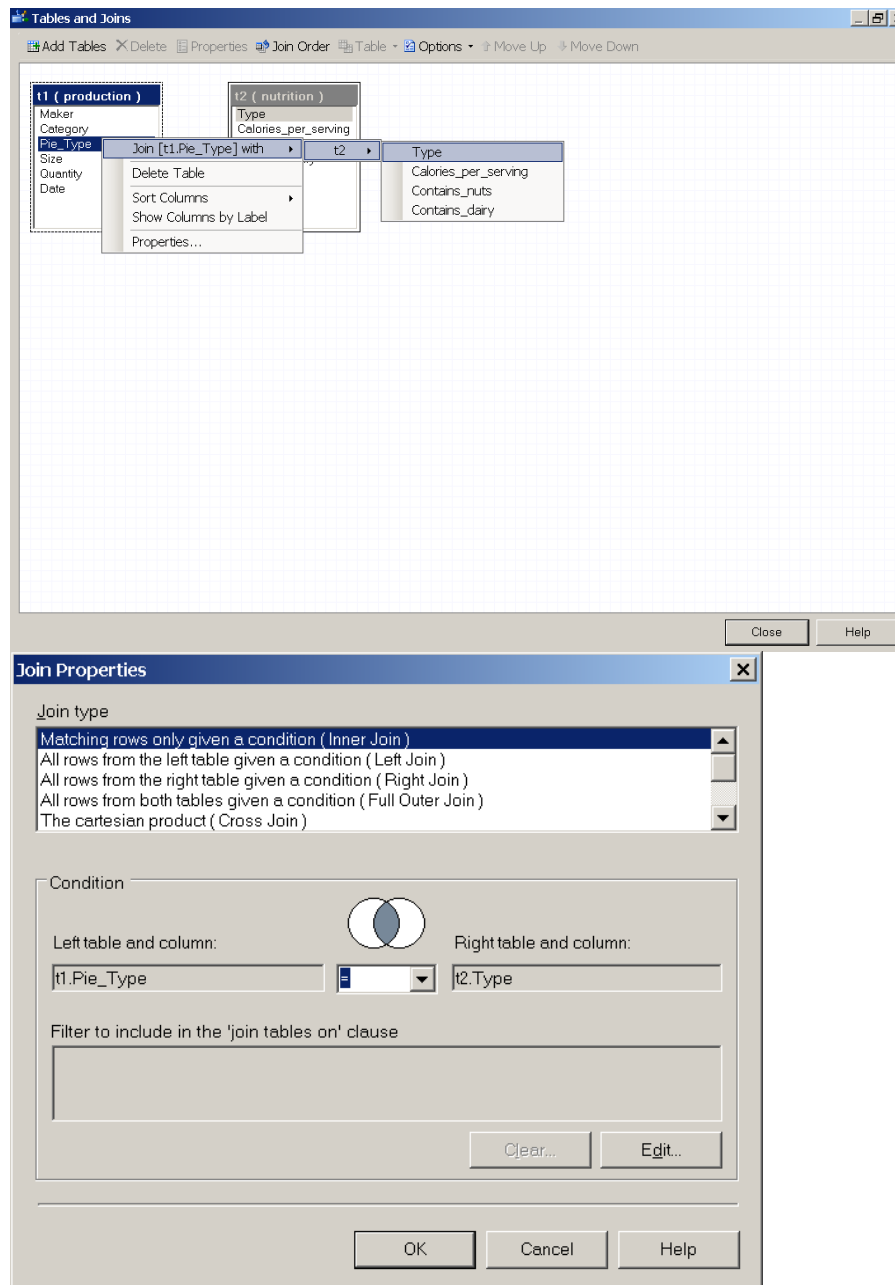 Tables and Joins
Add Tables Delete Properties Join Order Table Options Move Up Move Down
t1 ( production ) t2 ( nutrition )
Maker Type
Category Calories_per_serving
Pie_Type Join [t1.Pie_Type] with t2 Type
Size Delete Table Calories_per_serving
Quantity Sort Columns Contains_nuts
Date Show Columns by Label Contains_dairy
Properties...
Close Help
Join Properties
Join type
Matching rows only given a condition ( Inner Join )
All rows from the left table given a condition ( Left Join )
All rows from the right table given a condition ( Right Join )
All rows from both tables given a condition ( Full Outer Join )
The cartesian product ( Cross Join )
Condition
Left table and column: Right table and column:
t1.Pie_Type = t2.Type
Filter to include in the 'join tables on' clause
Clear... Edit...
OK Cancel Help